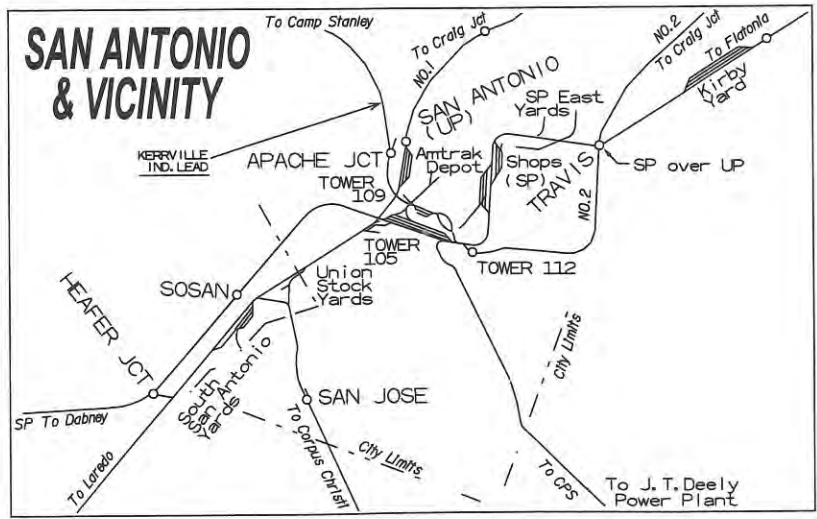 SAN ANTONIO
& VICINITY
To Camp Stanley
To Craig Jct
NO.1
NO.2
To Craig Jct
To Flatonia
Kirby
Yard
SAN ANTONIO
(UP)
SP East
Yards
KERRVILLE
IND. LEAD
APACHE JCT
Amtrak
Depot
Shops
(SP)
TRAVIS
SP over UP
NO.2
TOWER
109
TOWER
105
TOWER 112
SOSAN
Union
Stock
Yards
HEAFER JCT
South
San Antonio
Yards
SAN JOSE
City Limits
City Limits
SP To Dabney
To Laredo
To Corpus Christi
To CPS
To J.T. Deely
Power Plant